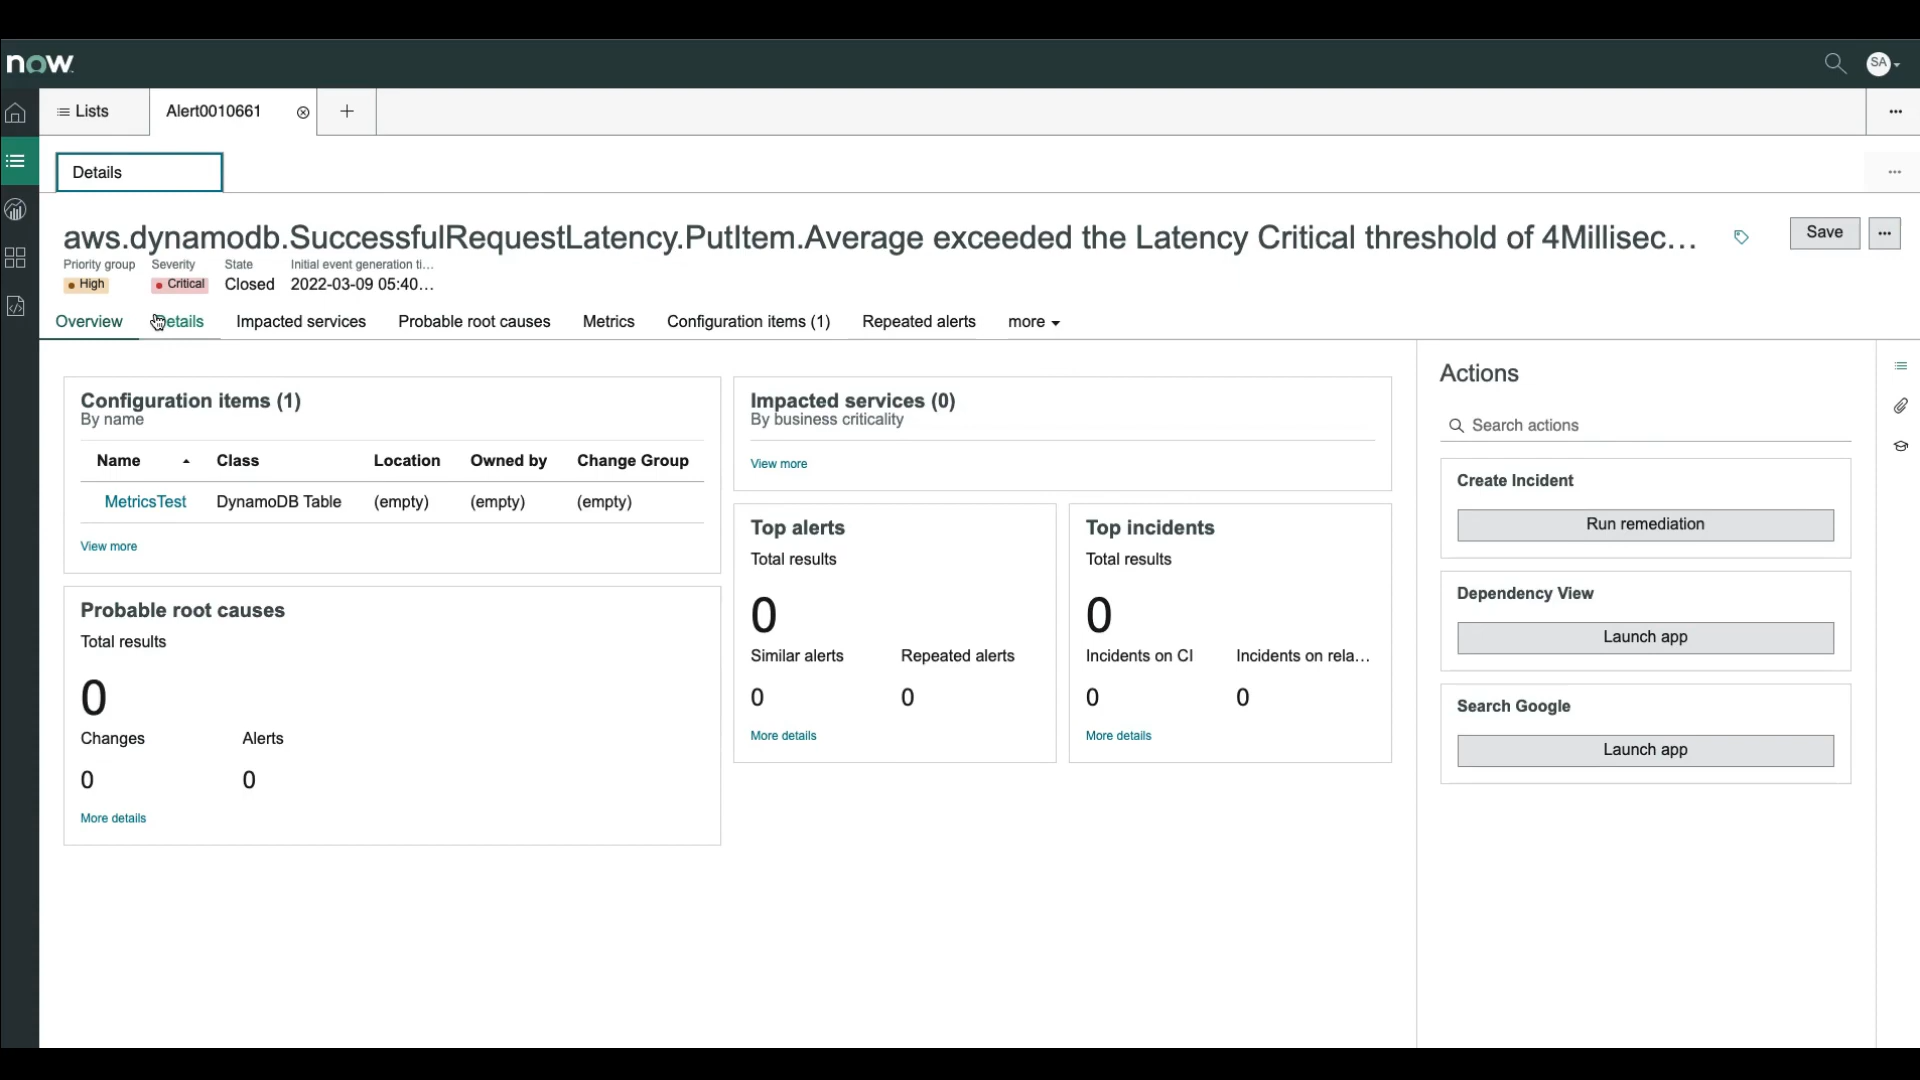 now
SA
Lists
Alert0010661
Details
aws.dynamodb.SuccessfulRequestLatency.PutItem.Average exceeded the Latency Critical threshold of 4Millisec...
Save
Priority group Severity State Initial event generation ti...
High Critical Closed 2022-03-09 05:40...
Overview Details Impacted services Probable root causes Metrics Configuration items (1) Repeated alerts more
Configuration items (1)
By name
Name Class Location Owned by Change Group
MetricsTest DynamoDB Table (empty) (empty) (empty)
View more
Probable root causes
Total results
0
Changes Alerts
0 0
More details
Impacted services (0)
By business criticality
View more
Top alerts
Total results
0
Similar alerts Repeated alerts
0 0
More details
Top incidents
Total results
0
Incidents on CI Incidents on rela...
0 0
More details
Actions
Search actions
Create Incident
Run remediation
Dependency View
Launch app
Search Google
Launch app